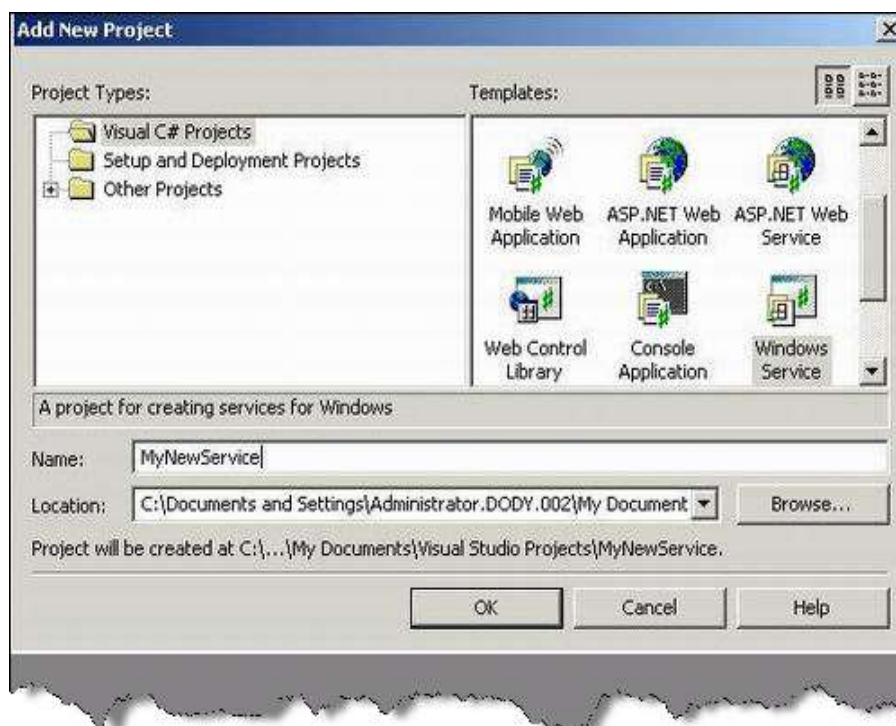 Add New Project
Project Types:
Templates:
Visual C# Projects
Setup and Deployment Projects
Other Projects
Mobile Web
Application
ASP.NET Web
Application
ASP.NET Web
Service
Web Control
Library
Console
Application
Windows
Service
A project for creating services for Windows
Name:
MyNewService
Location:
C:\Documents and Settings\Administrator.DODY.002\My Document
Browse...
Project will be created at C:\...\My Documents\Visual Studio Projects\MyNewService.
OK
Cancel
Help